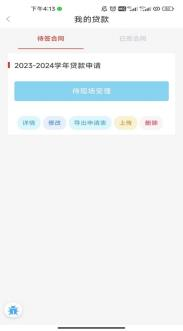 下午4:13
我的贷款
待签合同
已签合同
2023-2024学年贷款申请
待现场受理
详情 修改 导出申请表 上传 删除